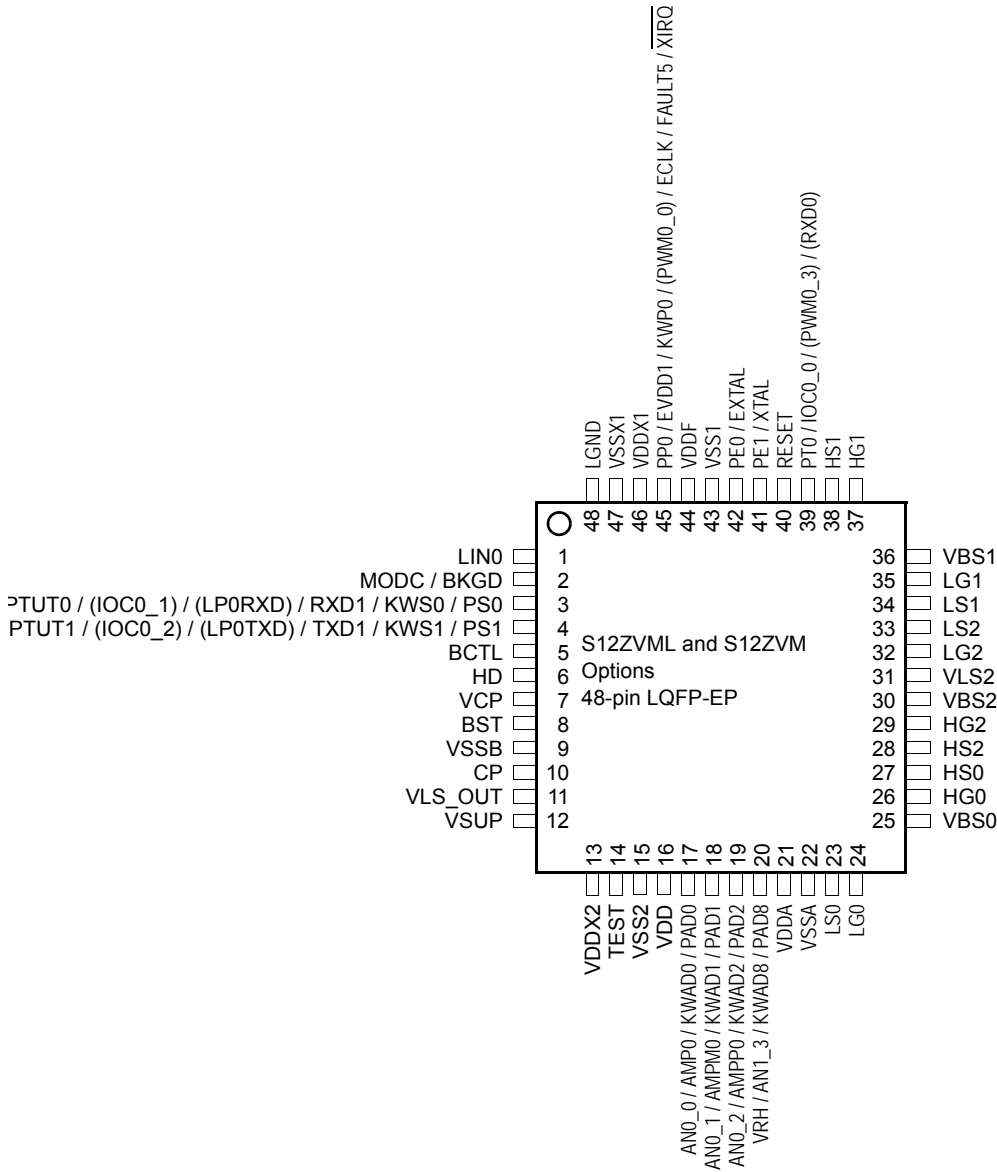 PP0 / EVDD1 / KWP0 / (PWM0_0) / ECLK / FAULT5 / XIRQ
PT0 / IOC0_0 / (PWM0_3) / (RXD0)
LGND
VSSX1
VDDX1
VDDF
VSS1
PE0 / EXTAL
PE1 / XTAL
RESET
HS1
HG1
48
47
46
45
44
43
42
41
40
39
38
37
LIN0 1
MODC / BKGD 2
PTUT0 / (IOC0_1) / (LP0RXD) / RXD1 / KWS0 / PS0 3
PTUT1 / (IOC0_2) / (LP0TXD) / TXD1 / KWS1 / PS1 4
BCTL 5
HD 6
VCP 7
BST 8
VSSB 9
CP 10
VLS_OUT 11
VSUP 12
S12ZVML and S12ZVM
Options
48-pin LQFP-EP
36 VBS1
35 LG1
34 LS1
33 LS2
32 LG2
31 VLS2
30 VBS2
29 HG2
28 HS2
27 HS0
26 HG0
25 VBS0
13
14
15
16
17
18
19
20
21
22
23
24
VDDX2
TEST
VSS2
VDD
AN0_0 / AMP0 / KWAD0 / PAD0
AN0_1 / AMPM0 / KWAD1 / PAD1
AN0_2 / AMPP0 / KWAD2 / PAD2
VRH / AN1_3 / KWAD8 / PAD8
VDDA
VSSA
LS0
LG0